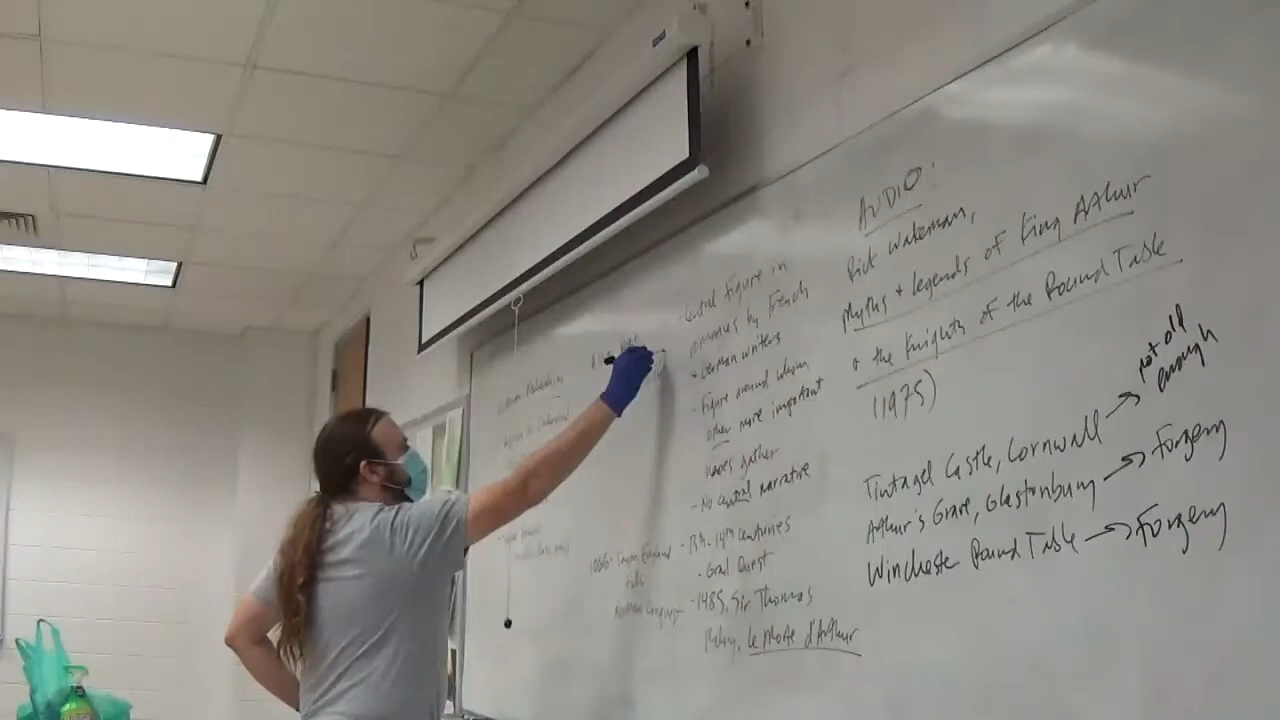 AUDIO:
Rick Wakeman,
Myths + Legends of King Arthur
& the Knights of the Round Table
(1975)
Tintagel Castle, Cornwall → not old
enough
Arthur's Grave, Glastonbury → Forgery
Winchester Round Table → Forgery
- Central figure in
romances by French
+ German writers
- Figure around whom
other more important
gather
- No central narrative
- 13th-14th centuries
- Grail Quest
- 1485, Sir Thomas
Malory, Le Morte d'Arthur
1066- Saxon England
falls
Norman Conquest